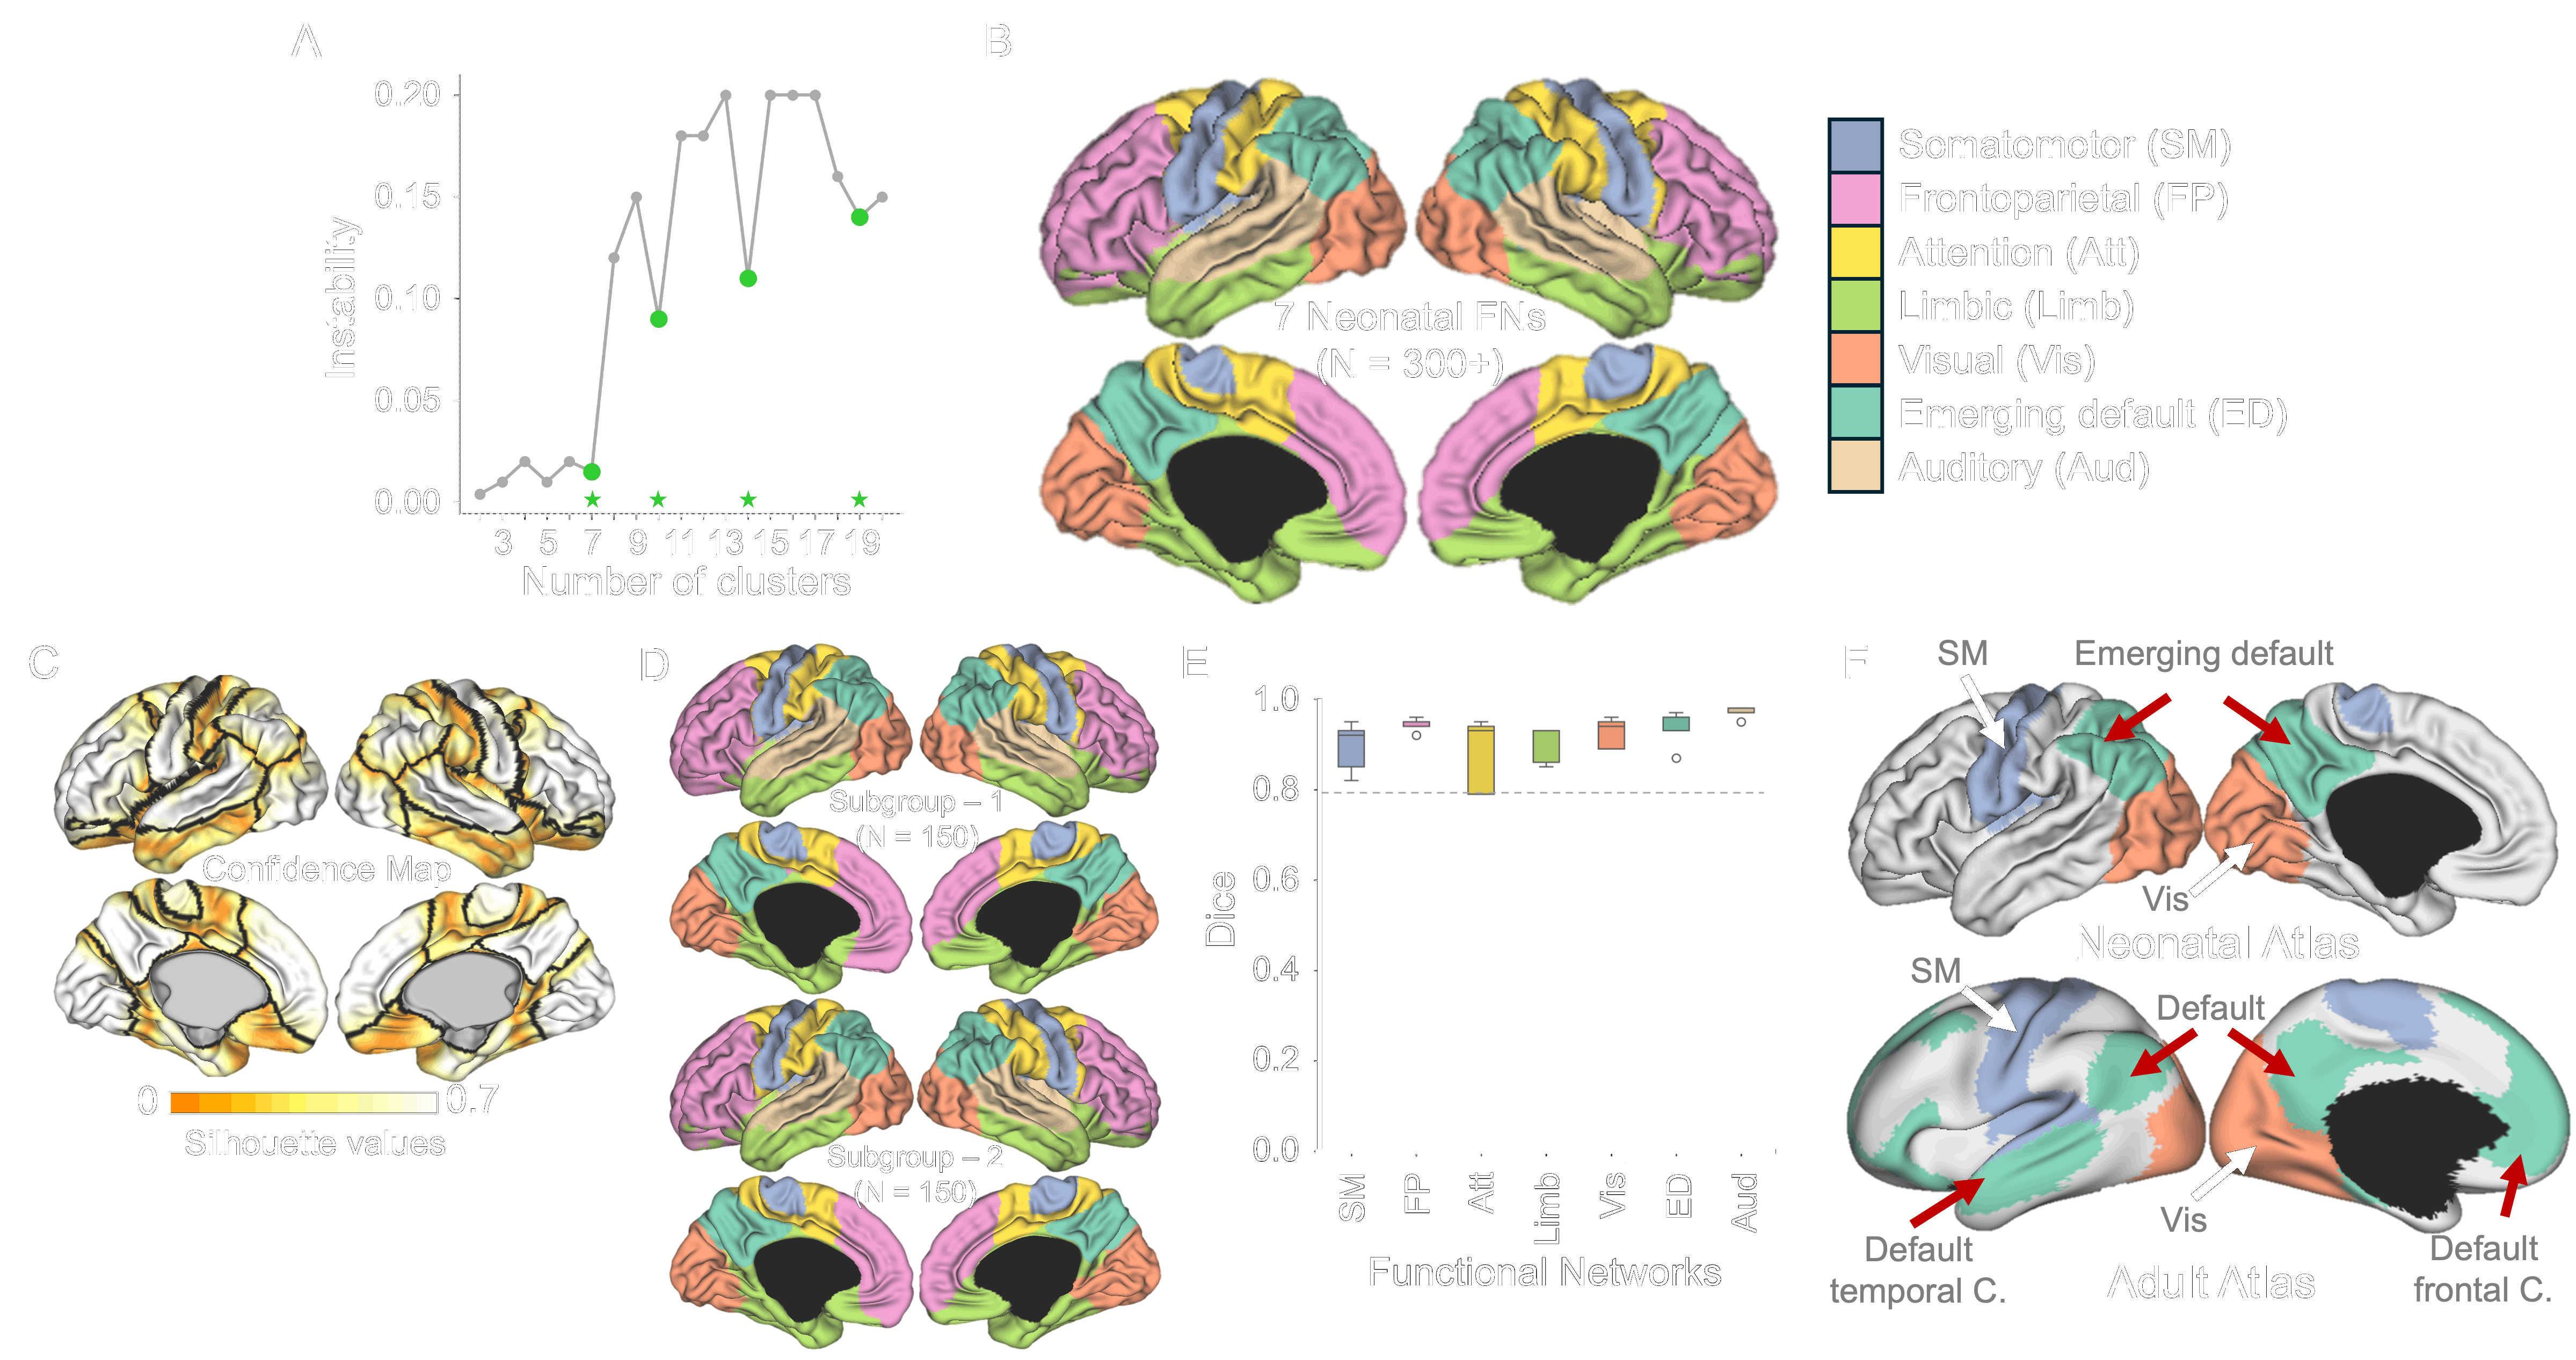 A
0.20
0.15
0.10
0.05
0.00
Instability
3 5 7 9 11 13 15 17 19
Number of clusters
B
7 Neonatal FNs
(N = 300+)
Somatomotor (SM)
Frontoparietal (FP)
Attention (Att)
Limbic (Limb)
Visual (Vis)
Emerging default (ED)
Auditory (Aud)
C
Confidence Map
0
0.7
Silhouette values
D
Subgroup – 1
(N = 150)
Subgroup – 2
(N = 150)
E
1.0
0.8
0.6
0.4
0.2
0.0
Dice
SM
FP
Att
Limb
Vis
ED
Aud
Functional Networks
F
SM
Emerging default
Vis
Neonatal Atlas
SM
Default
Vis
Default
temporal C.
Default
frontal C.
Adult Atlas